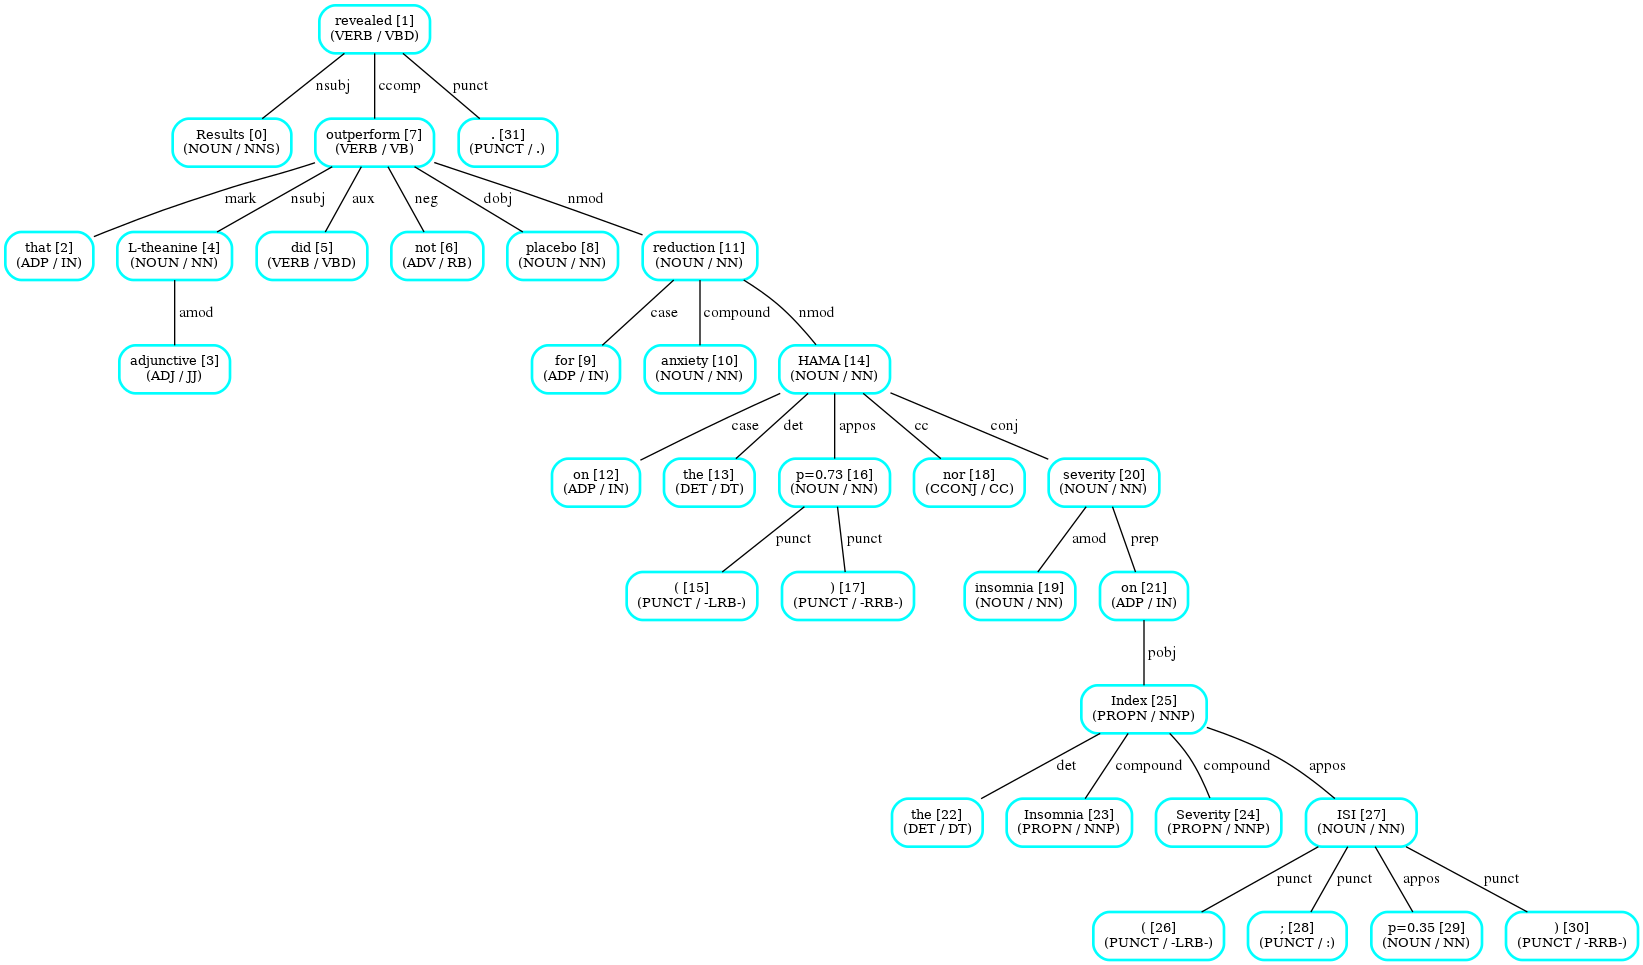 revealed [1]
(VERB / VBD)
nsubj
ccomp
punct
Results [0]
(NOUN / NNS)
outperform [7]
(VERB / VB)
. [31]
(PUNCT / .)
mark
nsubj
aux
neg
dobj
nmod
that [2]
(ADP / IN)
L-theanine [4]
(NOUN / NN)
did [5]
(VERB / VBD)
not [6]
(ADV / RB)
placebo [8]
(NOUN / NN)
reduction [11]
(NOUN / NN)
amod
case
compound
nmod
adjunctive [3]
(ADJ / JJ)
for [9]
(ADP / IN)
anxiety [10]
(NOUN / NN)
HAMA [14]
(NOUN / NN)
case
det
appos
cc
conj
on [12]
(ADP / IN)
the [13]
(DET / DT)
p=0.73 [16]
(NOUN / NN)
nor [18]
(CCONJ / CC)
severity [20]
(NOUN / NN)
punct
punct
amod
prep
( [15]
(PUNCT / -LRB-)
) [17]
(PUNCT / -RRB-)
insomnia [19]
(NOUN / NN)
on [21]
(ADP / IN)
pobj
Index [25]
(PROPN / NNP)
det
compound
compound
appos
the [22]
(DET / DT)
Insomnia [23]
(PROPN / NNP)
Severity [24]
(PROPN / NNP)
ISI [27]
(NOUN / NN)
punct
punct
appos
punct
( [26]
(PUNCT / -LRB-)
; [28]
(PUNCT / :)
p=0.35 [29]
(NOUN / NN)
) [30]
(PUNCT / -RRB-)